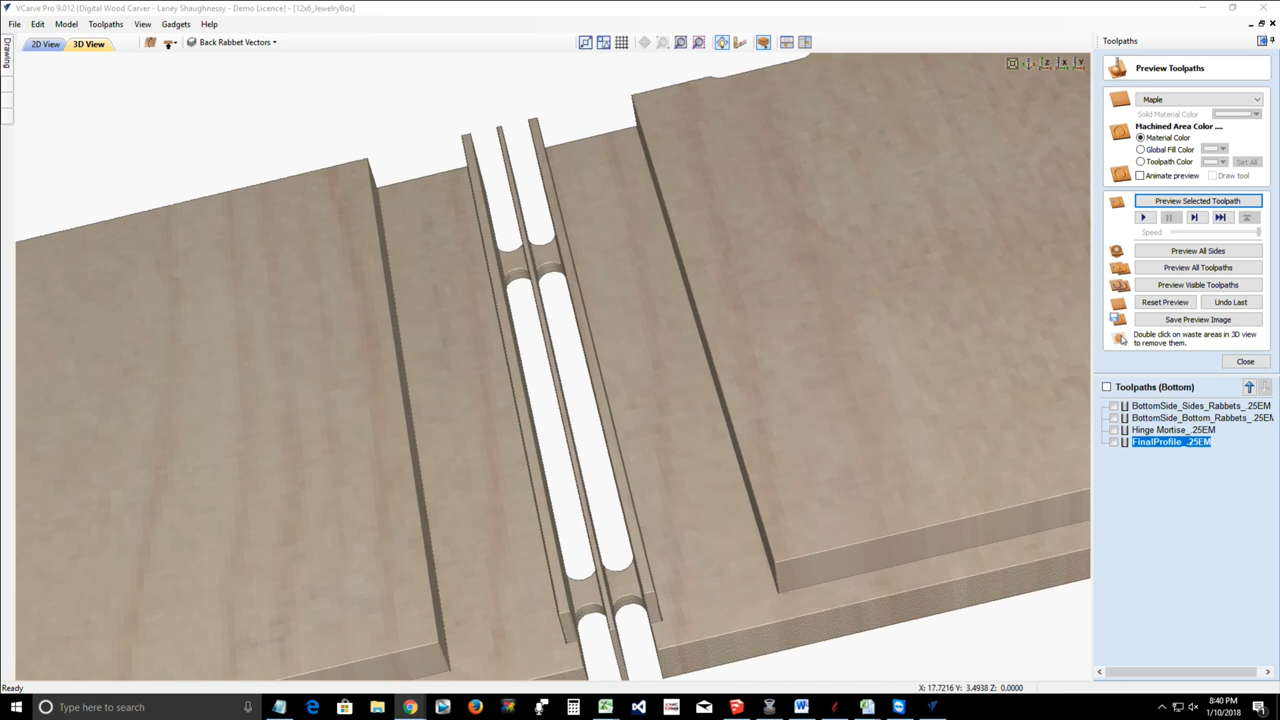 VCarve Pro 9.012 {Digital Wood Carver - Laney Shaughnessy - Demo Licence} - [12x6_JewelryBox]
File Edit Model Toolpaths View Gadgets Help
2D View 3D View Back Rabbet Vectors
Drawing
Toolpaths
Preview Toolpaths
Maple
Solid Material Color
Machined Area Color ....
Material Color
Global Fill Color
Toolpath Color Set All
Animate preview Draw tool
Preview Selected Toolpath
Speed
Preview All Sides
Preview All Toolpaths
Preview Visible Toolpaths
Reset Preview Undo Last
Save Preview Image
Double click on waste areas in 3D view
to remove them.
Close
Toolpaths (Bottom)
BottomSide_Sides_Rabbets_.25EM
BottomSide_Bottom_Rabbets_.25EM
Hinge Mortise_.25EM
FinalProfile_.25EM
Ready X: 17.7216 Y: 3.4938 Z: 0.0000
Type here to search
8:40 PM
1/10/2018